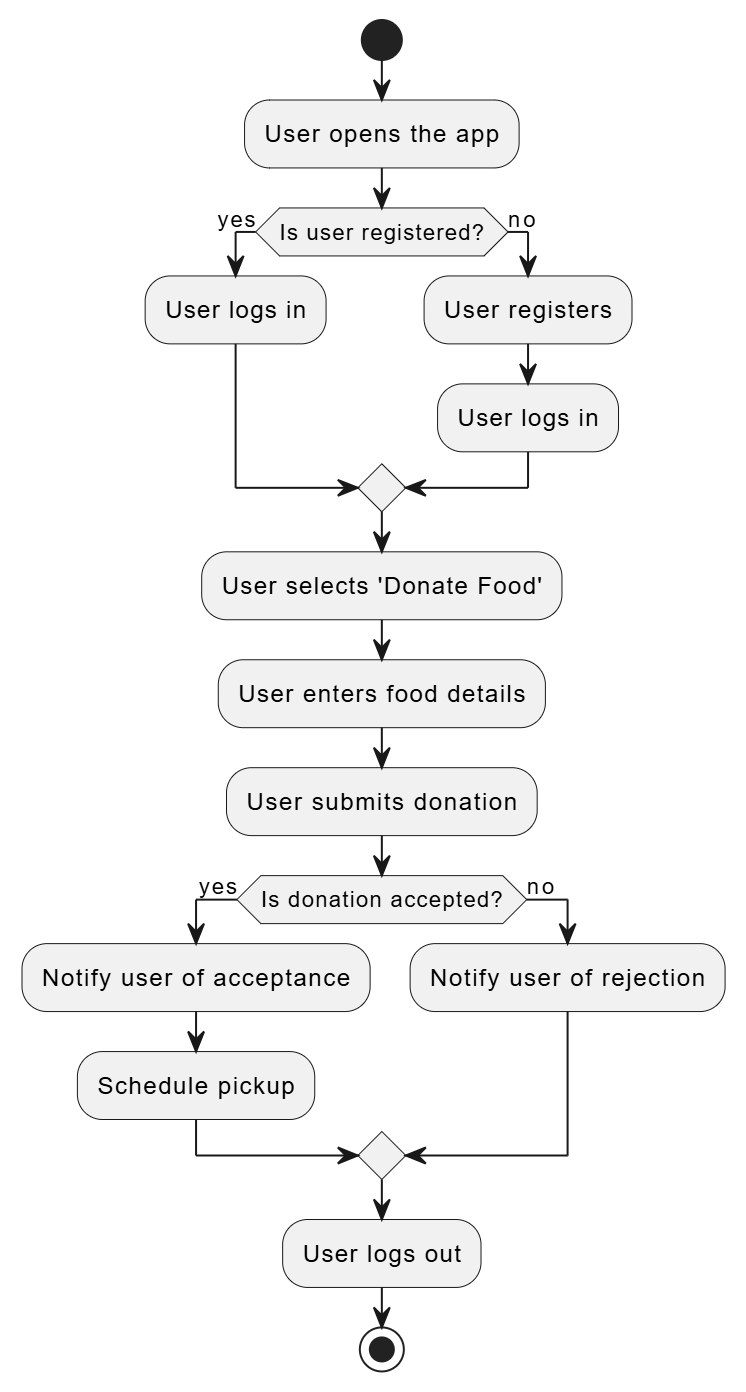 User opens the app
yes
Is user registered?
no
User logs in
User registers
User logs in
User selects 'Donate Food'
User enters food details
User submits donation
yes
Is donation accepted?
no
Notify user of acceptance
Notify user of rejection
Schedule pickup
User logs out